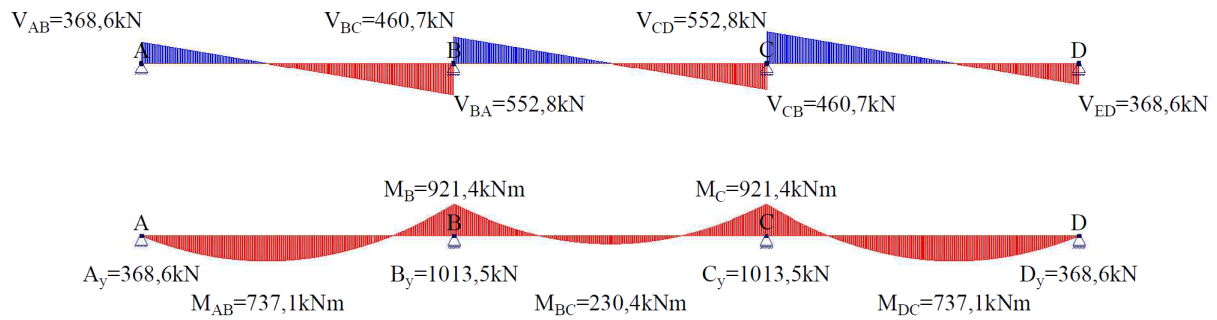 V_AB=368,6kN V_BC=460,7kN V_CD=552,8kN
A B C D
V_BA=552,8kN V_CB=460,7kN V_ED=368,6kN
M_B=921,4kNm M_C=921,4kNm
A B C D
A_y=368,6kN B_y=1013,5kN C_y=1013,5kN D_y=368,6kN
M_AB=737,1kNm M_BC=230,4kNm M_DC=737,1kNm